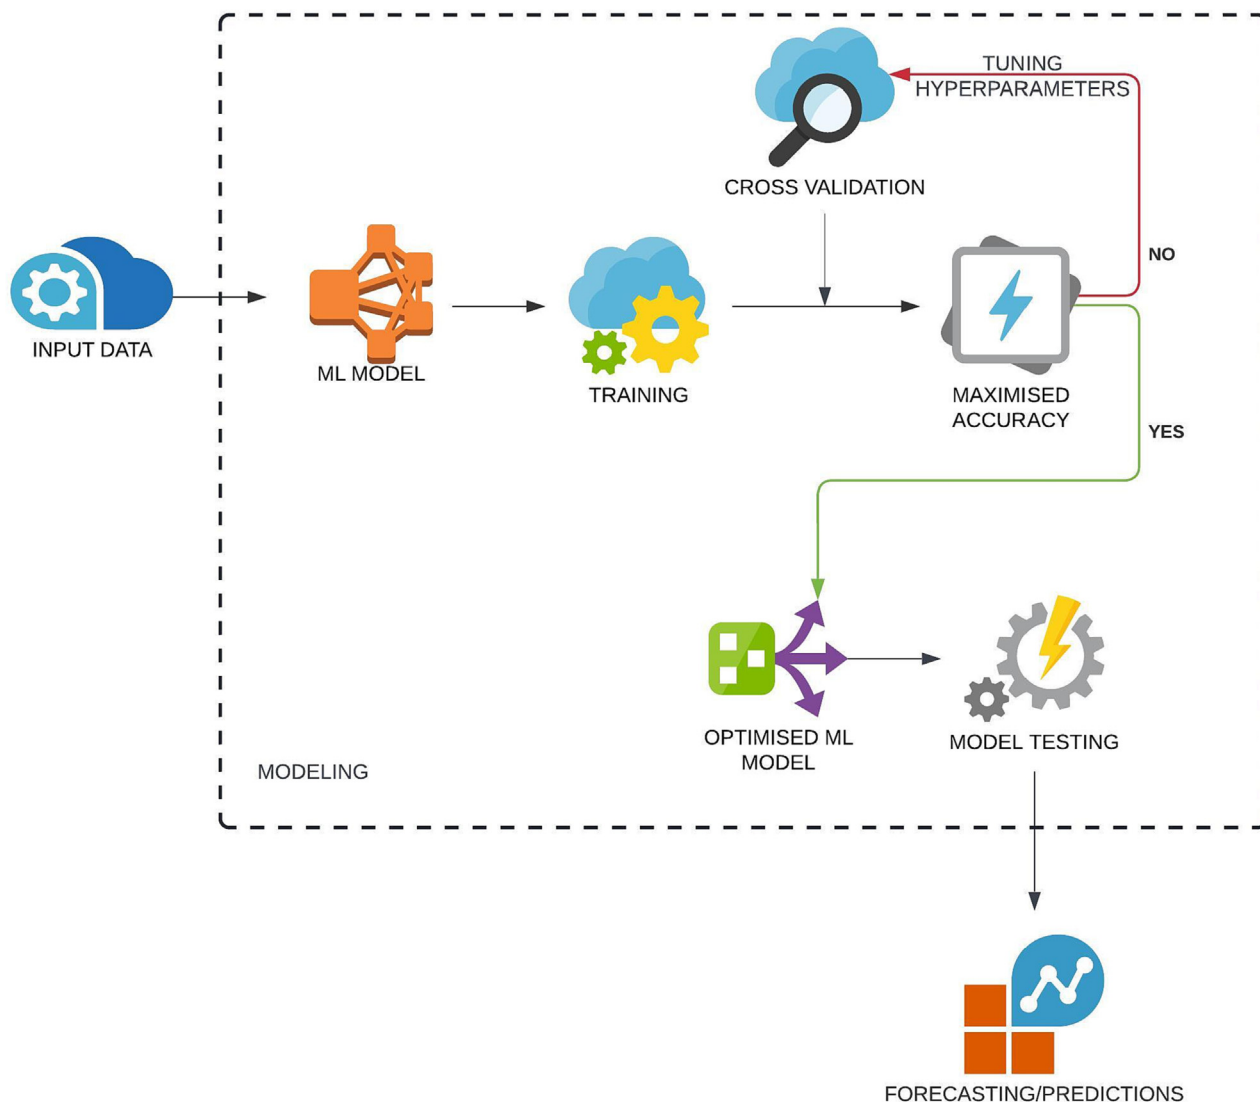 TUNING
HYPERPARAMETERS
CROSS VALIDATION
NO
INPUT DATA
ML MODEL
TRAINING
MAXIMISED
ACCURACY
YES
OPTIMISED ML
MODEL
MODEL TESTING
MODELING
FORECASTING/PREDICTIONS